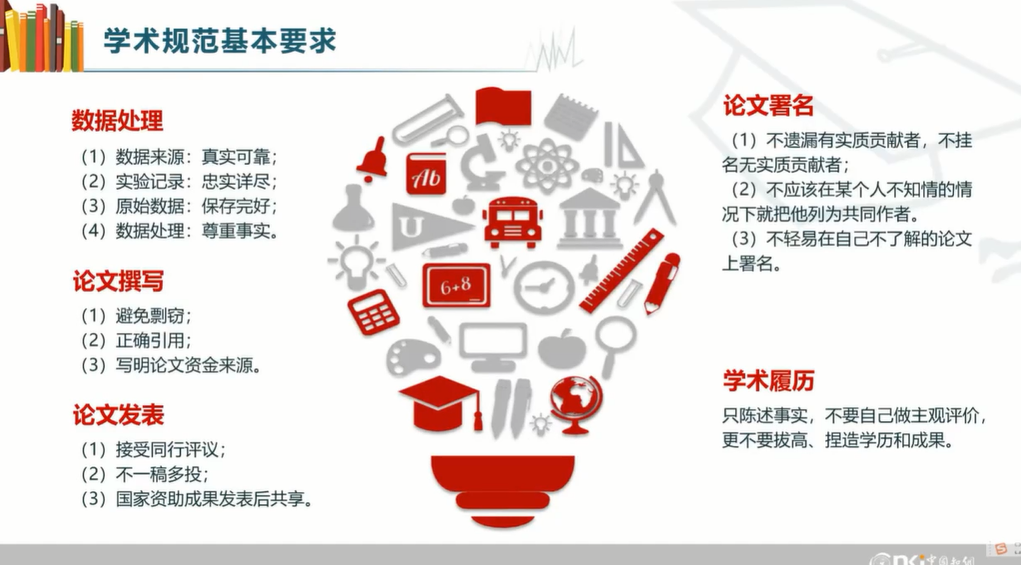 学术规范基本要求
数据处理
（1）数据来源：真实可靠；
（2）实验记录：忠实详尽；
（3）原始数据：保存完好；
（4）数据处理：尊重事实。
论文撰写
（1）避免剽窃；
（2）正确引用；
（3）写明论文资金来源。
论文发表
（1）接受同行评议；
（2）不一稿多投；
（3）国家资助成果发表后共享。
Ab
U
6+8
论文署名
（1）不遗漏有实质贡献者，不挂
名无实质贡献者；
（2）不应该在某个人不知情的情
况下就把他列为共同作者。
（3）不轻易在自己不了解的论文
上署名。
学术履历
只陈述事实，不要自己做主观评价，
更不要拔高、捏造学历和成果。